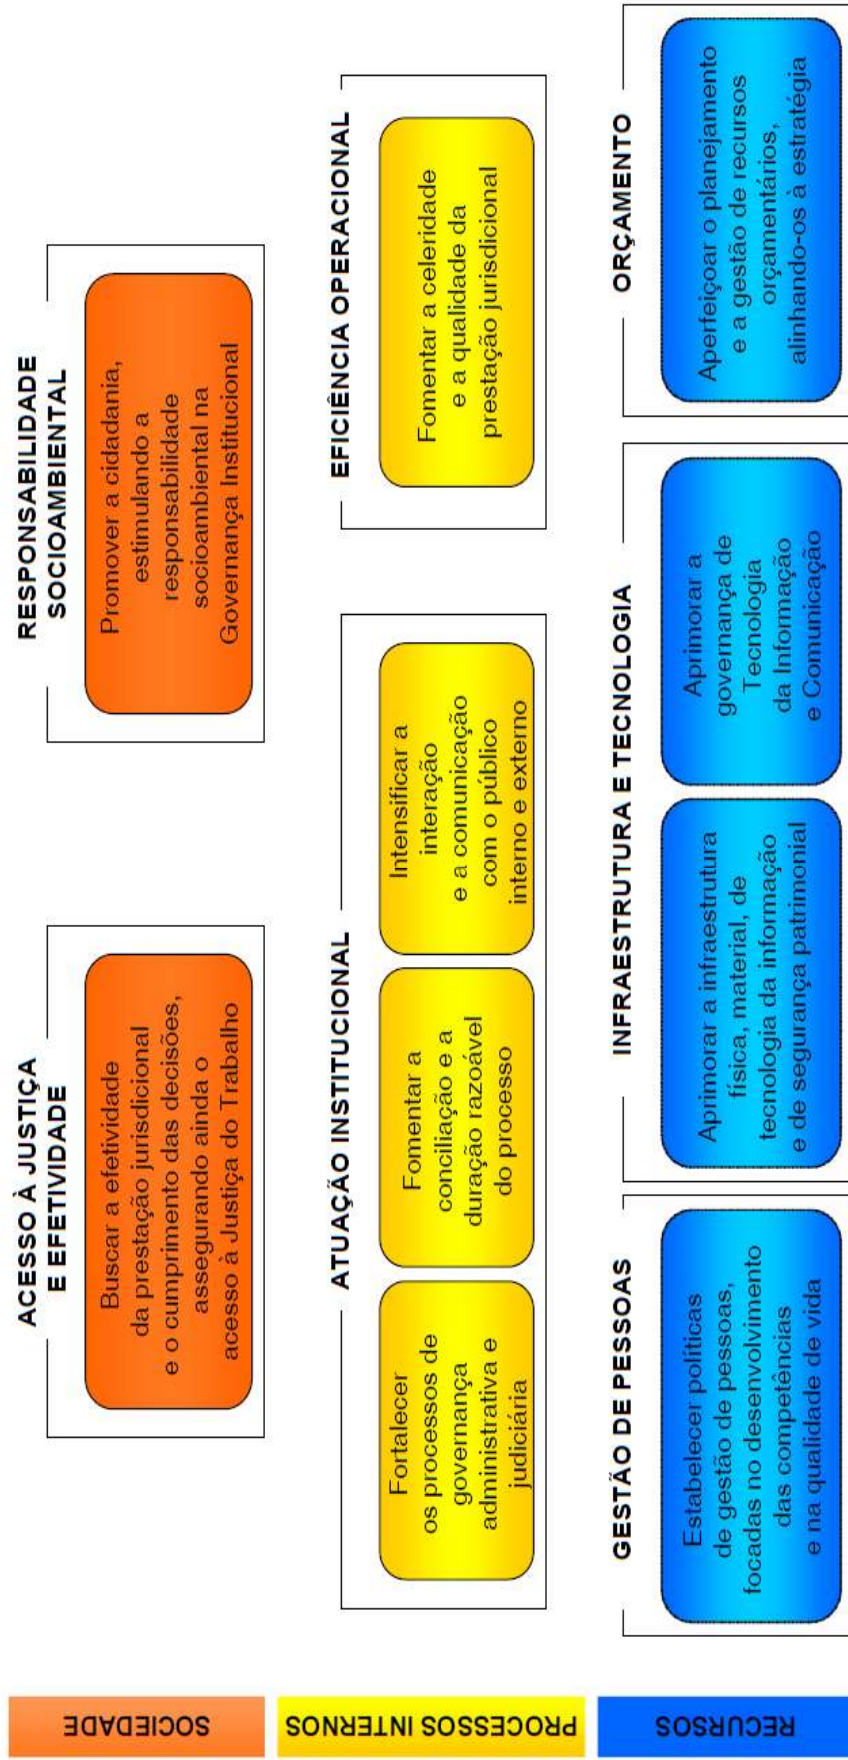 SOCIEDADE
ACESSO À JUSTIÇA
E EFETIVIDADE
Buscar a efetividade
da prestação jurisdicional
e o cumprimento das decisões,
assegurando ainda o
acesso à Justiça do Trabalho
RESPONSABILIDADE
SOCIOAMBIENTAL
Promover a cidadania,
estimulando a
responsabilidade
socioambiental na
Governança Institucional
PROCESSOS INTERNOS
ATUAÇÃO INSTITUCIONAL
Fortalecer
os processos de
governança
administrativa e
judiciária
Fomentar a
conciliação e a
duração razoável
do processo
Intensificar a
interação
e a comunicação
com o público
interno e externo
EFICIÊNCIA OPERACIONAL
Fomentar a celeridade
e a qualidade da
prestação jurisdicional
RECURSOS
GESTÃO DE PESSOAS
Estabelecer políticas
de gestão de pessoas,
focadas no desenvolvimento
das competências
e na qualidade de vida
INFRAESTRUTURA E TECNOLOGIA
Aprimorar a infraestrutura
física, material, de
tecnologia da informação
e de segurança patrimonial
Aprimorar a
governança de
Tecnologia
da Informação
e Comunicação
ORÇAMENTO
Aperfeiçoar o planejamento
e a gestão de recursos
orçamentários,
alinhando-os à estratégia